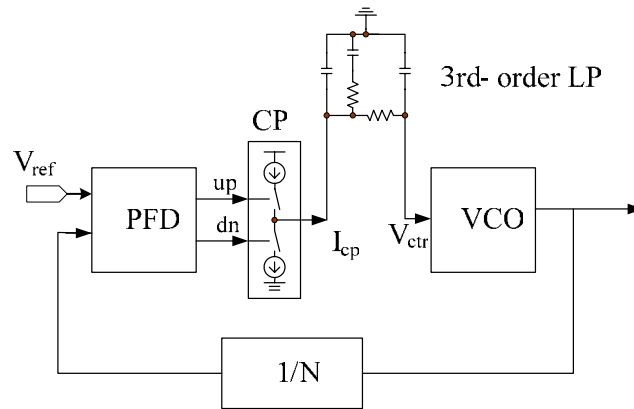 3rd- order LP
CP
Vref
up
PFD
dn
Icp
Vctr
VCO
1/N